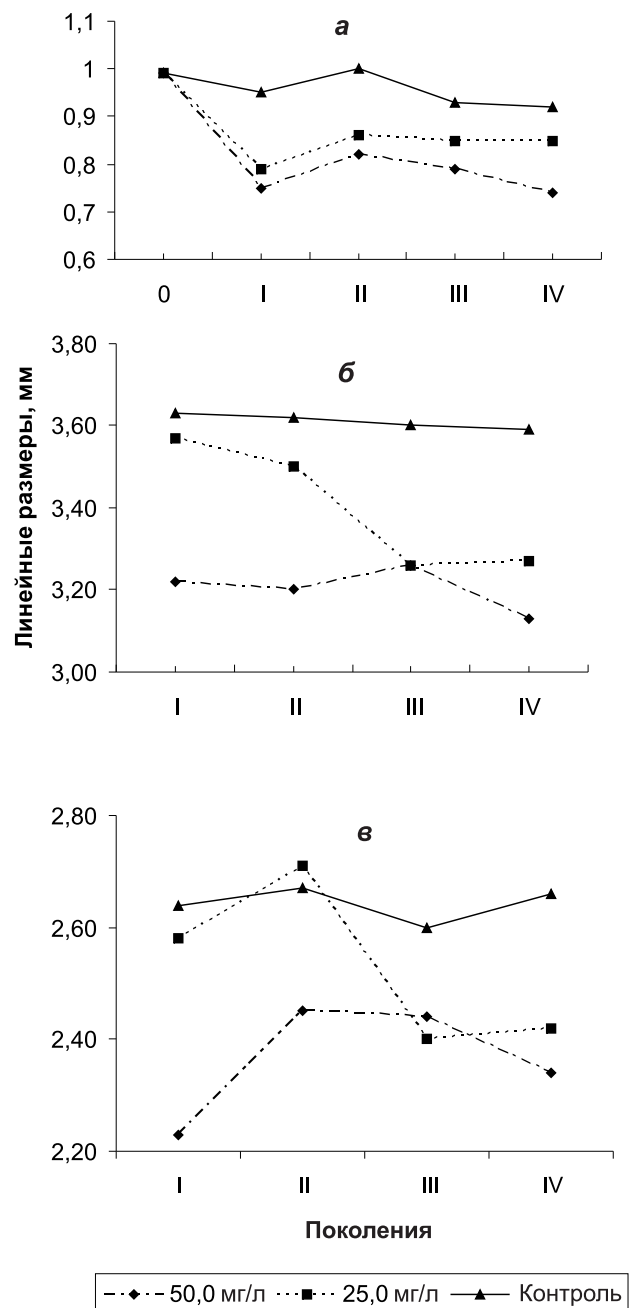 а
1,1
1
0,9
0,8
0,7
0,6
0 I II III IV
Линейные размеры, мм
б
3,80
3,60
3,40
3,20
3,00
I II III IV
в
2,80
2,60
2,40
2,20
I II III IV
Поколения
50,0 мг/л 25,0 мг/л Контроль